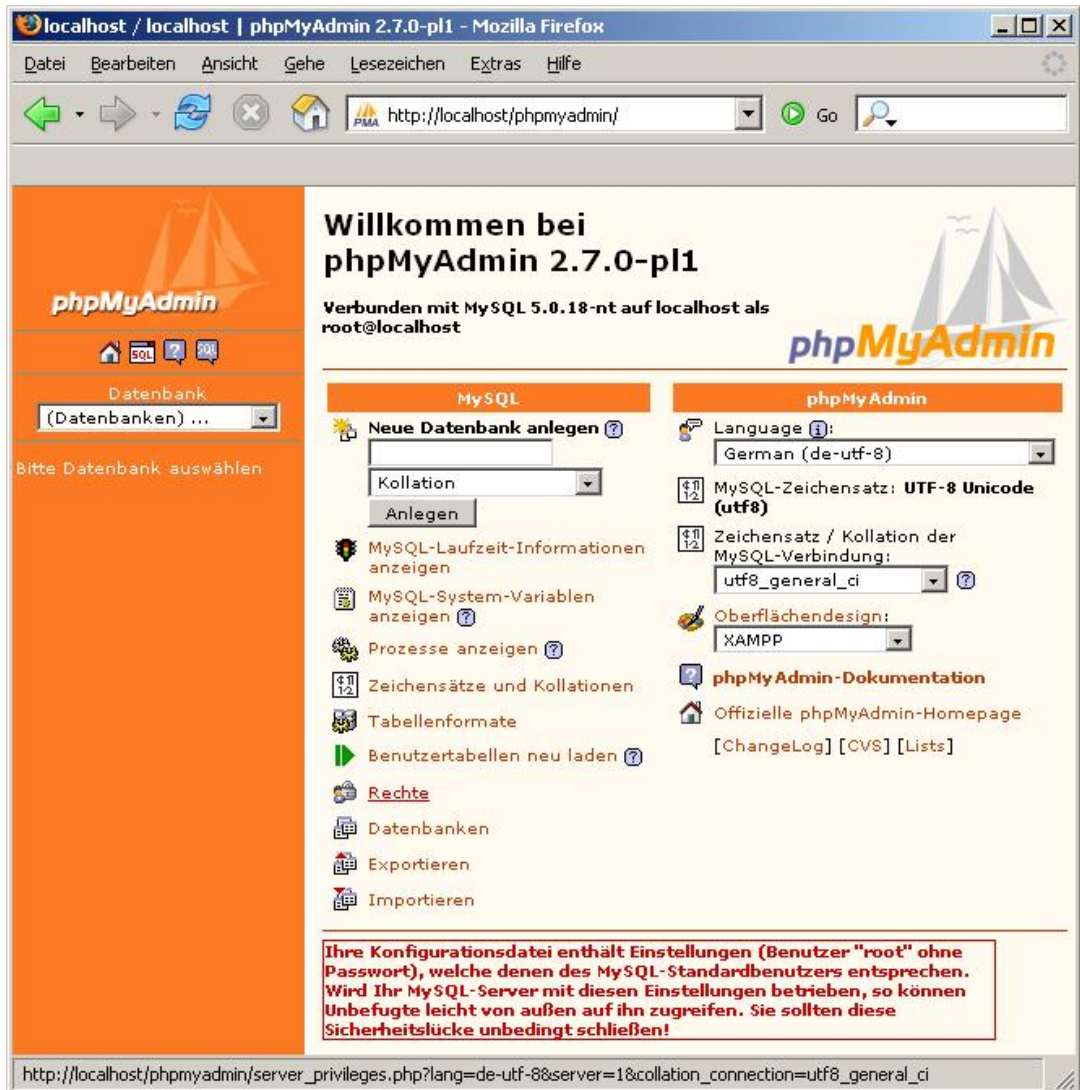 localhost / localhost | phpMyAdmin 2.7.0-pl1 - Mozilla Firefox
Datei Bearbeiten Ansicht Gehe Lesezeichen Extras Hilfe
PMA http://localhost/phpmyadmin/ Go
phpMyAdmin
SQL SQL
Datenbank
(Datenbanken) ...
Bitte Datenbank auswählen
Willkommen bei
phpMyAdmin 2.7.0-pl1
Verbunden mit MySQL 5.0.18-nt auf localhost als
root@localhost
phpMyAdmin
MySQL
Neue Datenbank anlegen
Kollation
Anlegen
MySQL-Laufzeit-Informationen
anzeigen
MySQL-System-Variablen
anzeigen
Prozesse anzeigen
Zeichensätze und Kollationen
Tabellenformate
Benutzertabellen neu laden
Rechte
Datenbanken
Exportieren
Importieren
phpMyAdmin
Language :
German (de-utf-8)
MySQL-Zeichensatz: UTF-8 Unicode
(utf8)
Zeichensatz / Kollation der
MySQL-Verbindung:
utf8_general_ci
Oberflächendesign:
XAMPP
phpMyAdmin-Dokumentation
Offizielle phpMyAdmin-Homepage
[ChangeLog] [CVS] [Lists]
Ihre Konfigurationsdatei enthält Einstellungen (Benutzer "root" ohne
Passwort), welche denen des MySQL-Standardbenutzers entsprechen.
Wird Ihr MySQL-Server mit diesen Einstellungen betrieben, so können
Unbefugte leicht von außen auf ihn zugreifen. Sie sollten diese
Sicherheitslücke unbedingt schließen!
http://localhost/phpmyadmin/server_privileges.php?lang=de-utf-8&server=1&collation_connection=utf8_general_ci